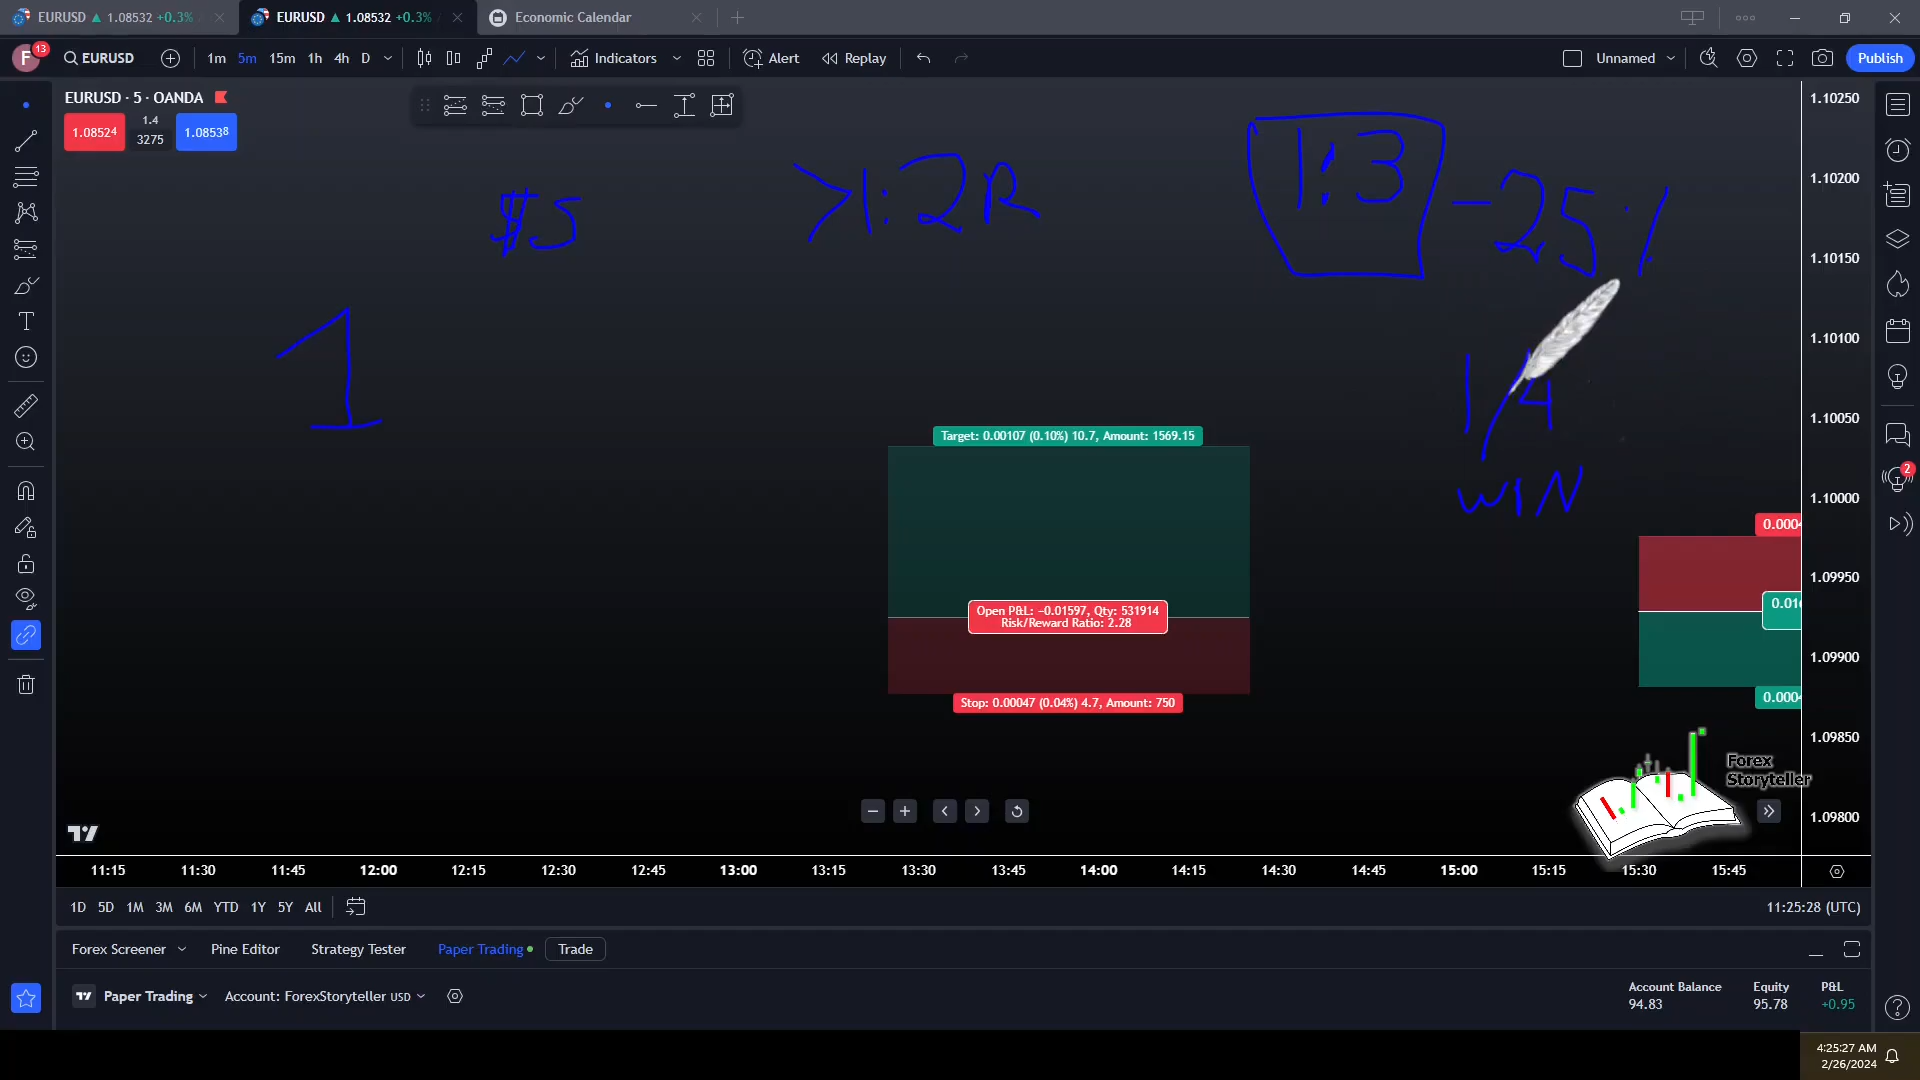 EURUSD ▲ 1.08532 +0.3% /
EURUSD ▲ 1.08532 +0.3% /
Economic Calendar
F 13
EURUSD
1m 5m 15m 1h 4h D
Indicators
Alert
Replay
Unnamed
Publish
EURUSD · 5 · OANDA
1.08524
1.4
3275
1.08538
$5
>1:2R
1:3
-25%
1
1/4
WIN
Target: 0.00107 (0.10%) 10.7, Amount: 1569.15
Open P&L: −0.01597, Qty: 531914
Risk/Reward Ratio: 2.28
Stop: 0.00047 (0.04%) 4.7, Amount: 750
0.0004
0.01
0.0004
1.10250
1.10200
1.10150
1.10100
1.10050
1.10000
1.09950
1.09900
1.09850
1.09800
2
Forex
Storyteller
11:15 11:30 11:45 12:00 12:15 12:30 12:45 13:00 13:15 13:30 13:45 14:00 14:15 14:30 14:45 15:00 15:15 15:30 15:45
1D 5D 1M 3M 6M YTD 1Y 5Y All
11:25:28 (UTC)
Forex Screener
Pine Editor
Strategy Tester
Paper Trading
Trade
Paper Trading
Account: ForexStoryteller USD
Account Balance
94.83
Equity
95.78
P&L
+0.95
4:25:27 AM
2/26/2024